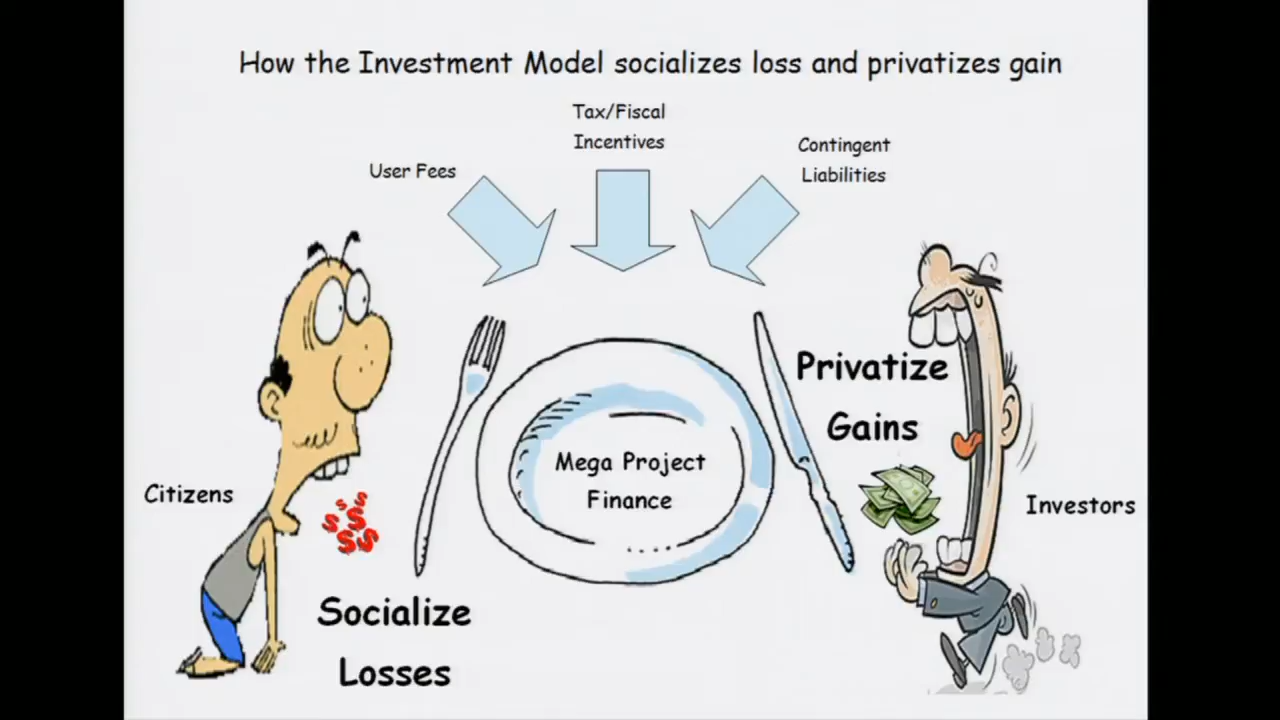 How the Investment Model socializes loss and privatizes gain
Tax/Fiscal
Incentives
User Fees
Contingent
Liabilities
Privatize
Gains
Mega Project
Finance
Citizens
Investors
Socialize
Losses